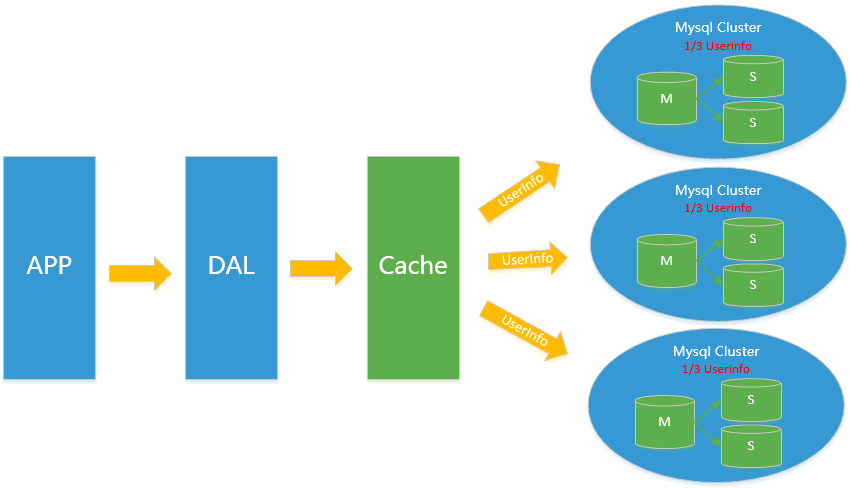 APP
DAL
Cache
UserInfo
UserInfo
UserInfo
Mysql Cluster
1/3 Userinfo
M
S
S
Mysql Cluster
1/3 Userinfo
M
S
S
Mysql Cluster
1/3 Userinfo
M
S
S